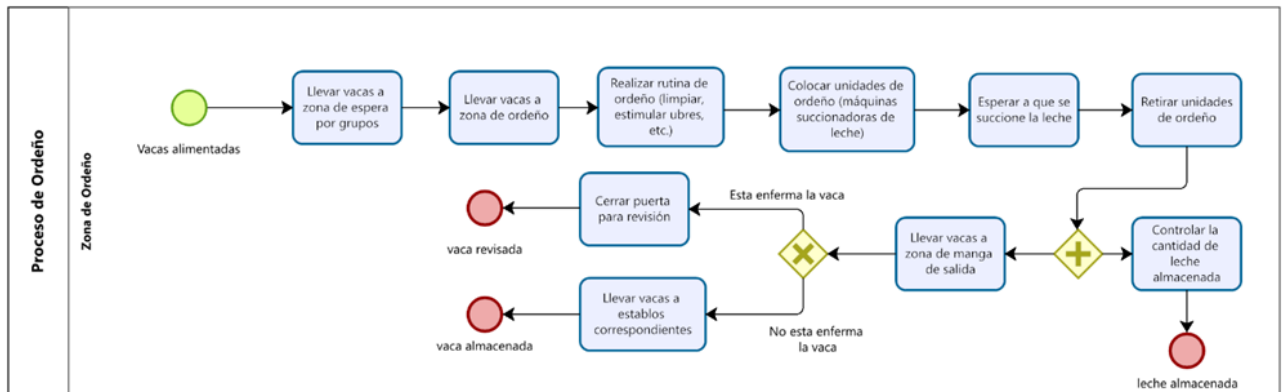 Proceso de Ordeño
Zona de Ordeño
Vacas alimentadas
Llevar vacas a
zona de espera
por grupos
Llevar vacas a
zona de ordeño
Realizar rutina de
ordeño (limpiar,
estimular ubres,
etc.)
Colocar unidades de
ordeño (máquinas
succionadoras de
leche)
Esperar a que se
succione la leche
Retirar unidades
de ordeño
Controlar la
cantidad de
leche
almacenada
leche almacenada
Llevar vacas a
zona de manga
de salida
Esta enferma la vaca
Cerrar puerta
para revisión
vaca revisada
No esta enferma
la vaca
Llevar vacas a
establos
correspondientes
vaca almacenada